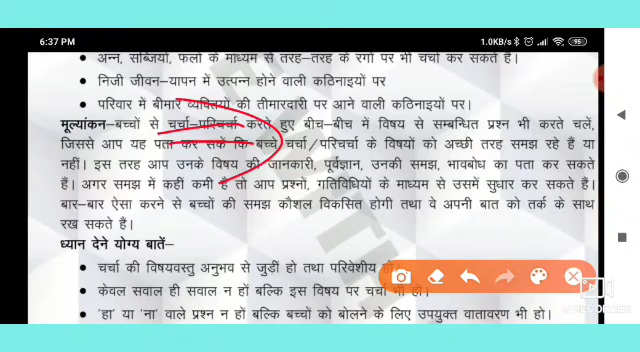 6:37 PM
1.0KB/s
95
• अन्न, सब्जियों, फलों के माध्यम से तरह–तरह के रंगों पर भी चर्चा कर सकते है।
• निजी जीवन–यापन में उत्पन्न होने वाली कठिनाइयों पर
• परिवार में बीमार व्यक्तियों की तीमारदारी पर आने वाली कठिनाइयों पर।
मूल्यांकन–बच्चों से चर्चा–परिचर्चा करते हुए बीच–बीच में विषय से सम्बन्धित प्रश्न भी करते चलें,
जिससे आप यह पता कर सकें कि बच्चे चर्चा/परिचर्चा के विषयों को अच्छी तरह समझ रहे हैं या
नहीं। इस तरह आप उनके विषय की जानकारी, पूर्वज्ञान, उनकी समझ, भावबोध का पता कर सकते
हैं। अगर समझ में कहीं कमी है तो आप प्रश्नों, गतिविधियों के माध्यम से उसमें सुधार कर सकते हैं।
बार–बार ऐसा करने से बच्चों की समझ कौशल विकसित होगी तथा वे अपनी बात को तर्क के साथ
रख सकते हैं।
ध्यान देने योग्य बातें–
• चर्चा की विषयवस्तु अनुभव से जुडीं हो तथा परिवेशीय हो।
• केवल सवाल ही सवाल न हों बल्कि इस विषय पर चर्चा भी हो।
• 'हा' या 'ना' वाले प्रश्न न हों बल्कि बच्चों को बोलने के लिए उपयुक्त वातावरण भी हो।
RECORDER